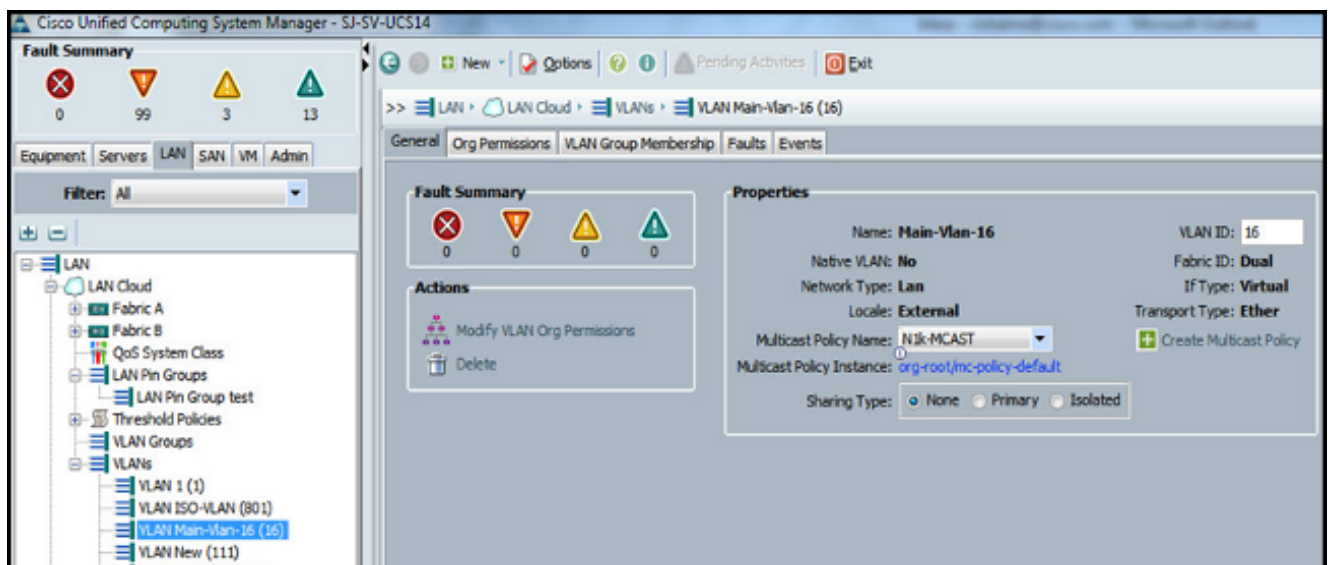 Cisco Unified Computing System Manager - SJ-SV-UCS14
Fault Summary
0 99 3 13
New Options Pending Activities Exit
>> LAN LAN Cloud VLANs VLAN Main-Vlan-16 (16)
Equipment Servers LAN SAN VM Admin
Filter: All
LAN
LAN Cloud
Fabric A
Fabric B
QoS System Class
LAN Pin Groups
LAN Pin Group test
Threshold Policies
VLAN Groups
VLANs
VLAN 1 (1)
VLAN ISO-VLAN (801)
VLAN Main-Vlan-16 (16)
VLAN New (111)
General Org Permissions VLAN Group Membership Faults Events
Fault Summary
0 0 0 0
Actions
Modify VLAN Org Permissions
Delete
Properties
Name: Main-Vlan-16 VLAN ID: 16
Native VLAN: No Fabric ID: Dual
Network Type: Lan If Type: Virtual
Locale: External Transport Type: Ether
Multicast Policy Name: N1k-MCAST Create Multicast Policy
Multicast Policy Instance: org-root/mc-policy-default
Sharing Type: None Primary Isolated